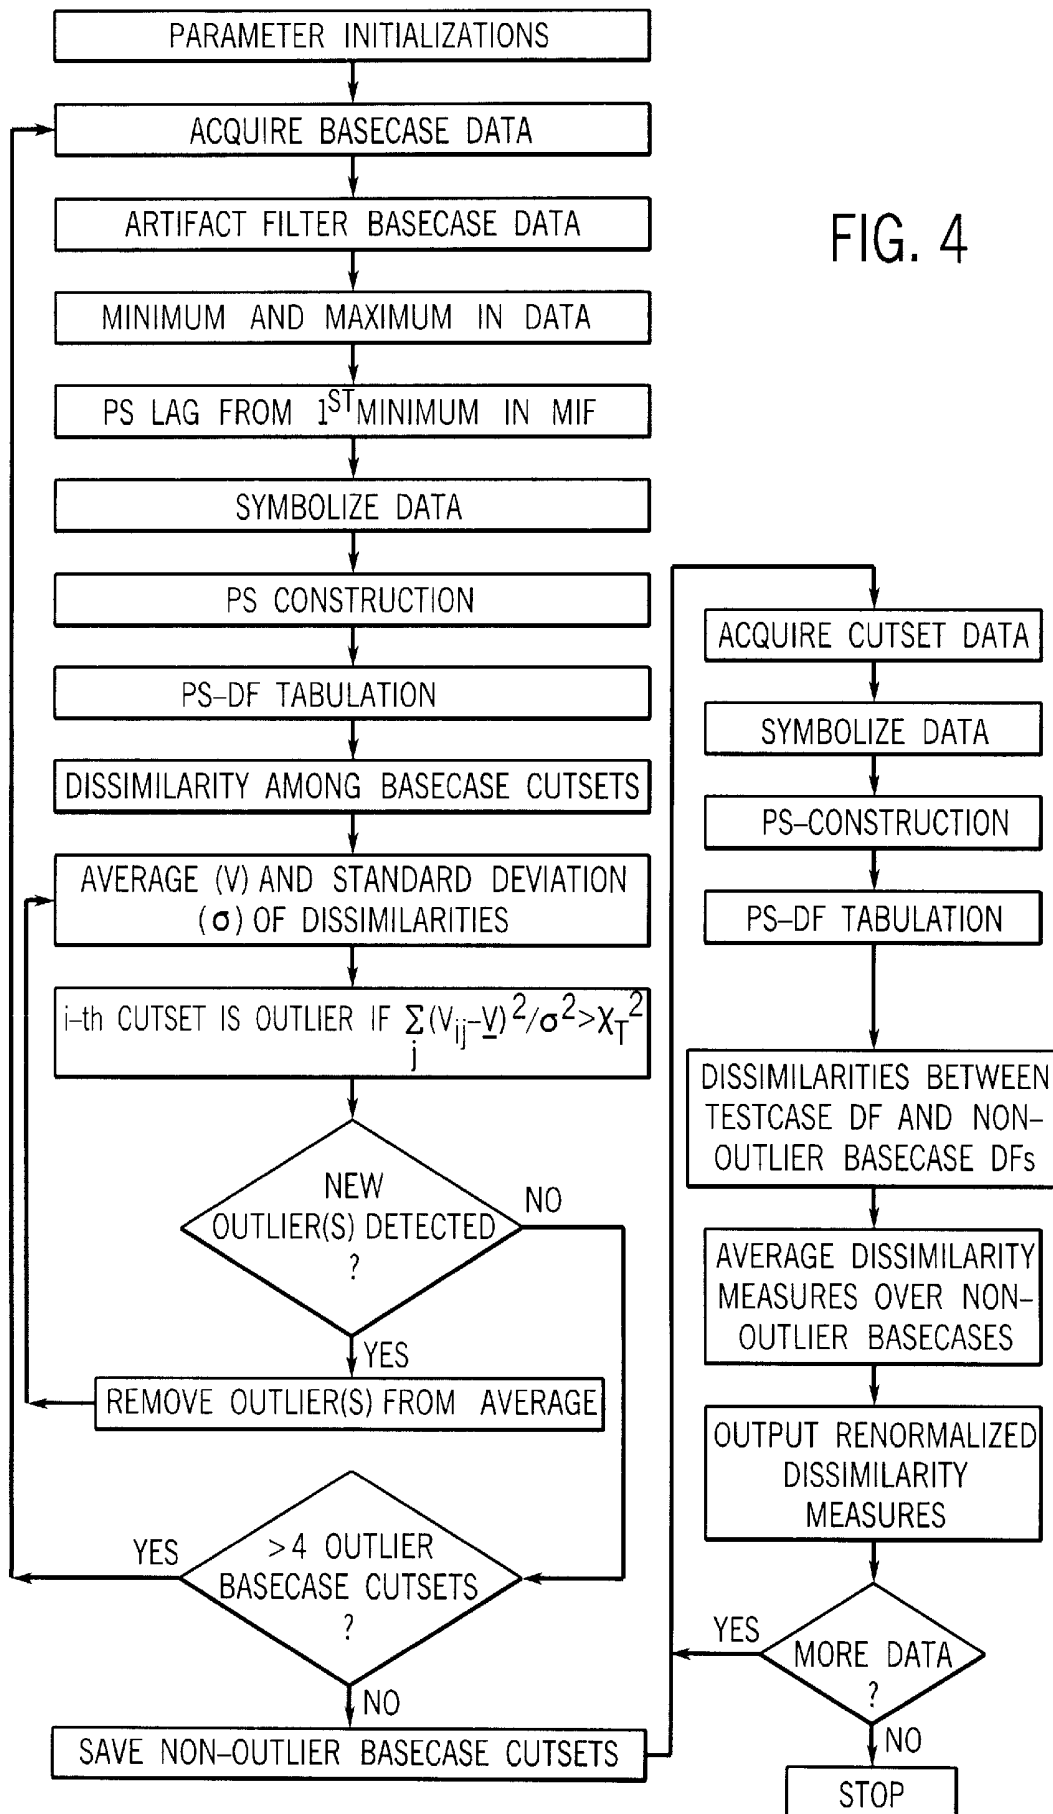 PARAMETER INITIALIZATIONS
ACQUIRE BASECASE DATA
ARTIFACT FILTER BASECASE DATA
MINIMUM AND MAXIMUM IN DATA
PS LAG FROM 1ST MINIMUM IN MIF
SYMBOLIZE DATA
PS CONSTRUCTION
PS–DF TABULATION
DISSIMILARITY AMONG BASECASE CUTSETS
AVERAGE (V) AND STANDARD DEVIATION
(σ) OF DISSIMILARITIES
i–th CUTSET IS OUTLIER IF ∑j(Vij–V̲)²/σ²>χT²
NEW
OUTLIER(S) DETECTED
?
NO
YES
REMOVE OUTLIER(S) FROM AVERAGE
>4 OUTLIER
BASECASE CUTSETS
?
YES
NO
SAVE NON–OUTLIER BASECASE CUTSETS
FIG. 4
ACQUIRE CUTSET DATA
SYMBOLIZE DATA
PS–CONSTRUCTION
PS–DF TABULATION
DISSIMILARITIES BETWEEN
TESTCASE DF AND NON–
OUTLIER BASECASE DFs
AVERAGE DISSIMILARITY
MEASURES OVER NON–
OUTLIER BASECASES
OUTPUT RENORMALIZED
DISSIMILARITY
MEASURES
YES
MORE DATA
?
NO
STOP